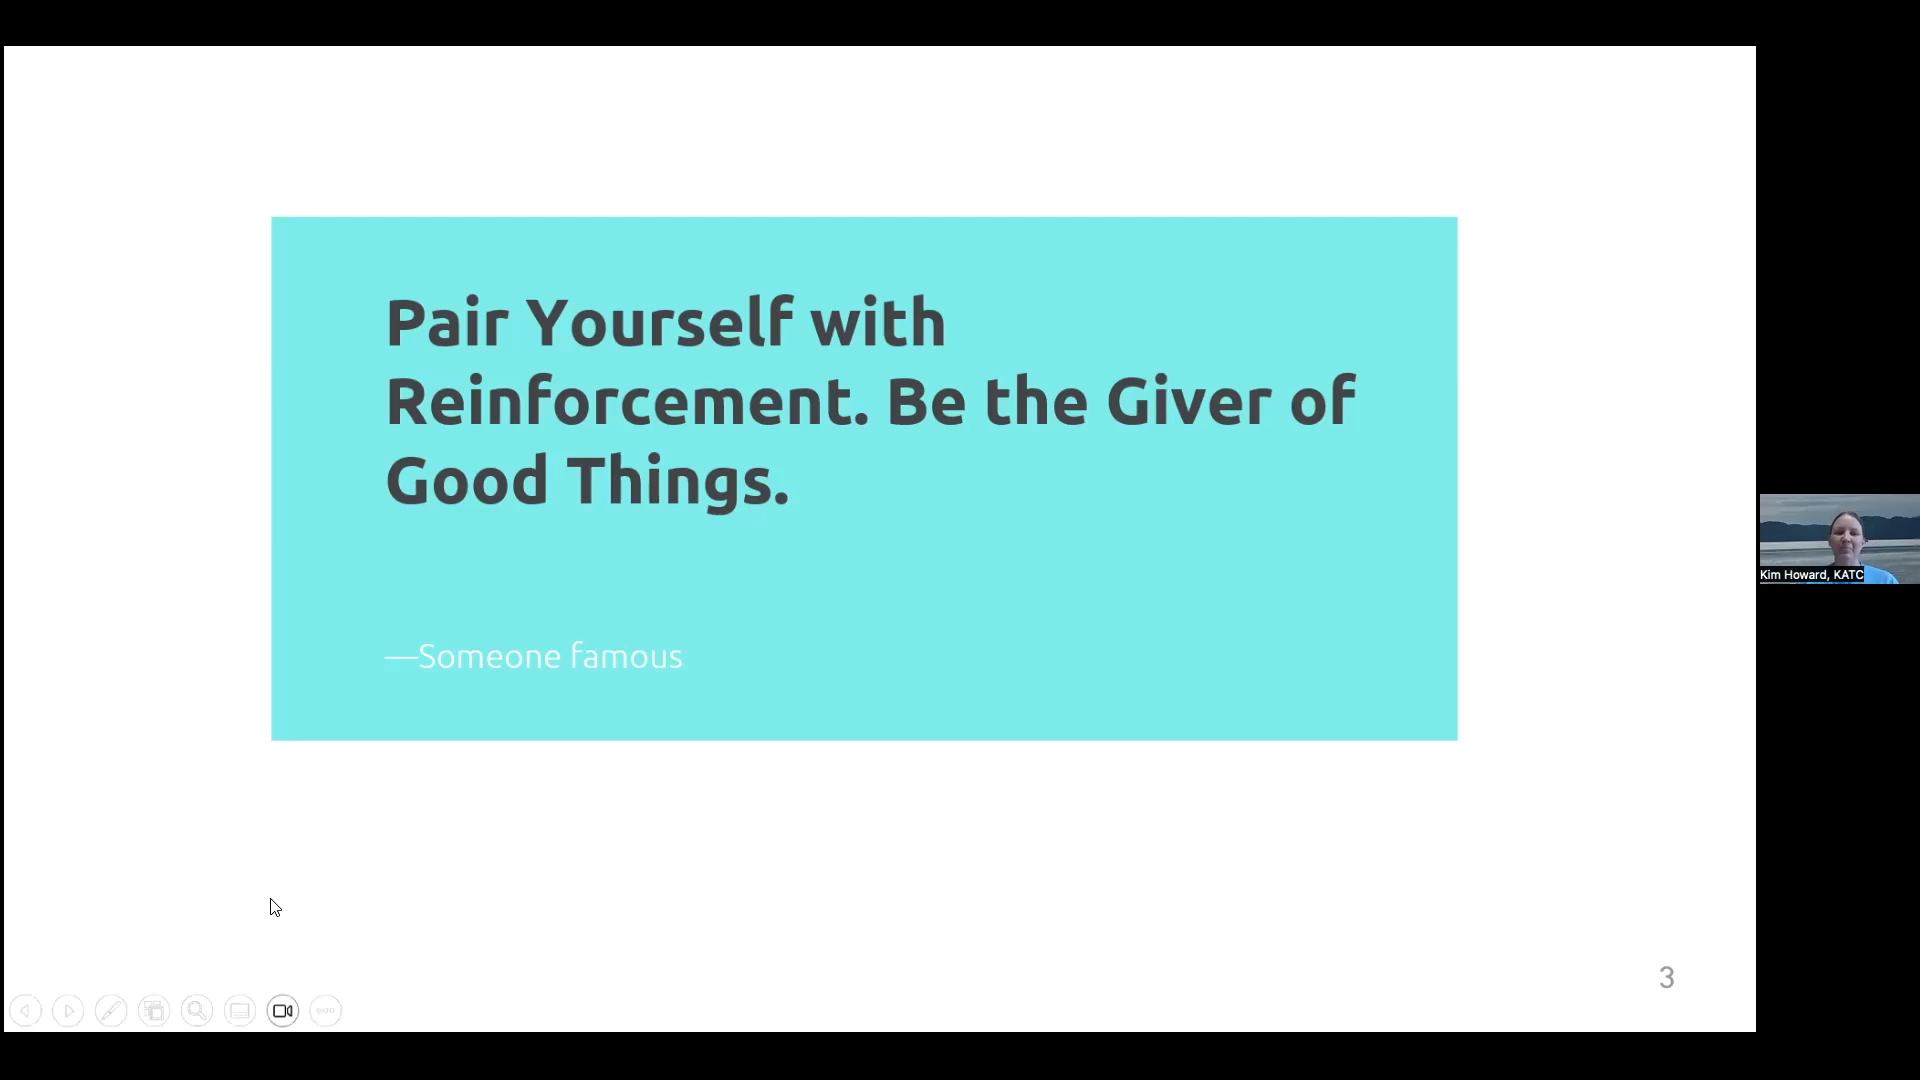 Pair Yourself with
Reinforcement. Be the Giver of
Good Things.
—Someone famous
Kim Howard, KATC
3